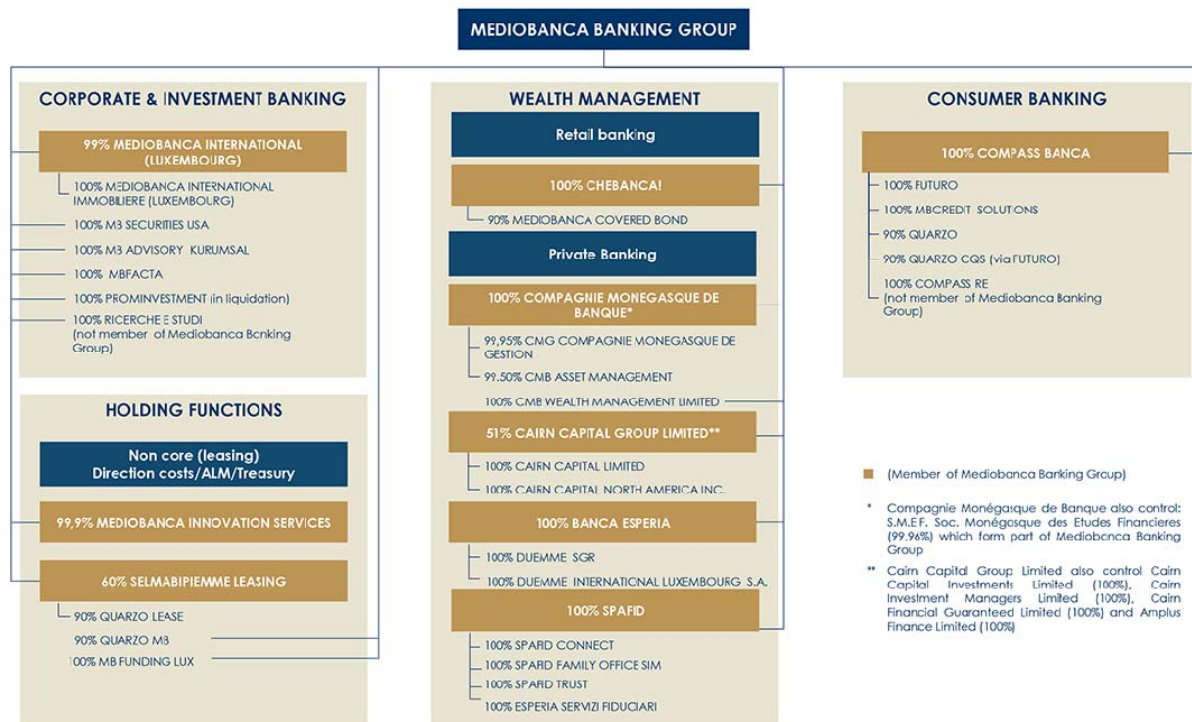 MEDIOBANCA BANKING GROUP
CORPORATE & INVESTMENT BANKING
99% MEDIOBANCA INTERNATIONAL
(LUXEMBOURG)
100% MEDIOBANCA INTERNATIONAL
IMMOBILIERE (LUXEMBOURG)
100% MB SECURITIES USA
100% MB ADVISORY KURUMSAL
100% MBFACTA
100% PROMINVESTMENT (in liquidation)
100% RICERCHE E STUDI
(not member of Mediobanca Banking
Group)
HOLDING FUNCTIONS
Non core (leasing)
Direction costs/ALM/Treasury
99,9% MEDIOBANCA INNOVATION SERVICES
60% SELMABIPIEMME LEASING
90% QUARZO LEASE
90% QUARZO MB
100% MB FUNDING LUX
WEALTH MANAGEMENT
Retail banking
100% CHEBANCA!
90% MEDIOBANCA COVERED BOND
Private Banking
100% COMPAGNIE MONEGASQUE DE
BANQUE*
99,95% CMG COMPAGNIE MONEGASQUE DE
GESTION
99.50% CMB ASSET MANAGEMENT
100% CMB WEALTH MANAGEMENT LIMITED
51% CAIRN CAPITAL GROUP LIMITED**
100% CAIRN CAPITAL LIMITED
100% CAIRN CAPITAL NORTH AMERICA INC.
100% BANCA ESPERIA
100% DUEMME SGR
100% DUEMME INTERNATIONAL LUXEMBOURG S.A.
100% SPAFID
100% SPAFID CONNECT
100% SPAFID FAMILY OFFICE SIM
100% SPAFID TRUST
100% ESPERIA SERVIZI FIDUCIARI
CONSUMER BANKING
100% COMPASS BANCA
100% FUTURO
100% MBCREDIT SOLUTIONS
90% QUARZO
90% QUARZO CQS (via FUTURO)
100% COMPASS RE
(not member of Mediobanca Banking
Group)
(Member of Mediobanca Banking Group)
* Compagnie Monégasque de Banque also control:
S.M.E.F. Soc. Monégasque des Etudes Financieres
(99.96%) which form part of Mediobanca Banking
Group
** Cairn Capital Group Limited also control Cairn
Capital Investments Limited (100%), Cairn
Investment Managers Limited (100%), Cairn
Financial Guaranteed Limited (100%) and Amplus
Finance Limited (100%)